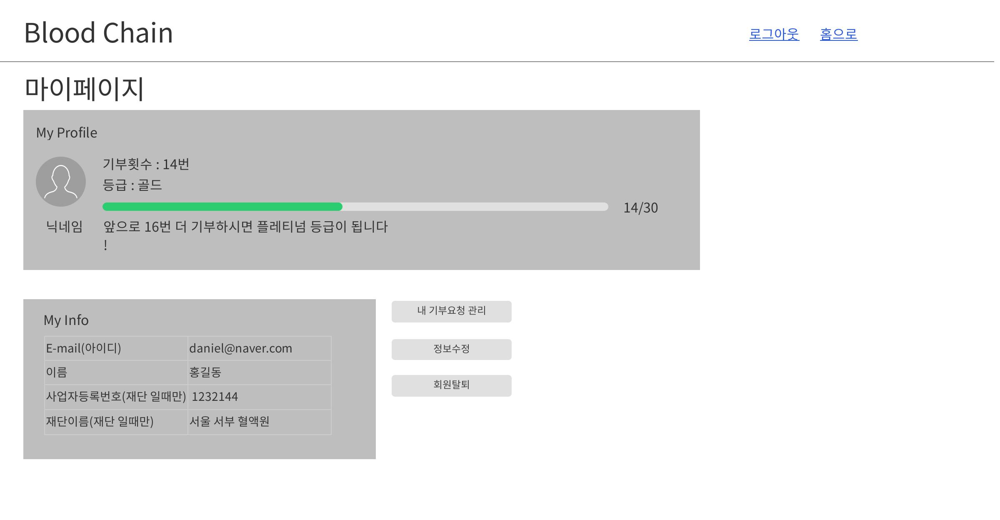 Blood Chain
로그아웃 홈으로
마이페이지
My Profile
기부횟수 : 14번
등급 : 골드
14/30
닉네임
앞으로 16번 더 기부하시면 플레티넘 등급이 됩니다
!
My Info
E-mail(아이디) daniel@naver.com
이름 홍길동
사업자등록번호(재단 일때만) 1232144
재단이름(재단 일때만) 서울 서부 혈액원
내 기부요청 관리
정보수정
회원탈퇴